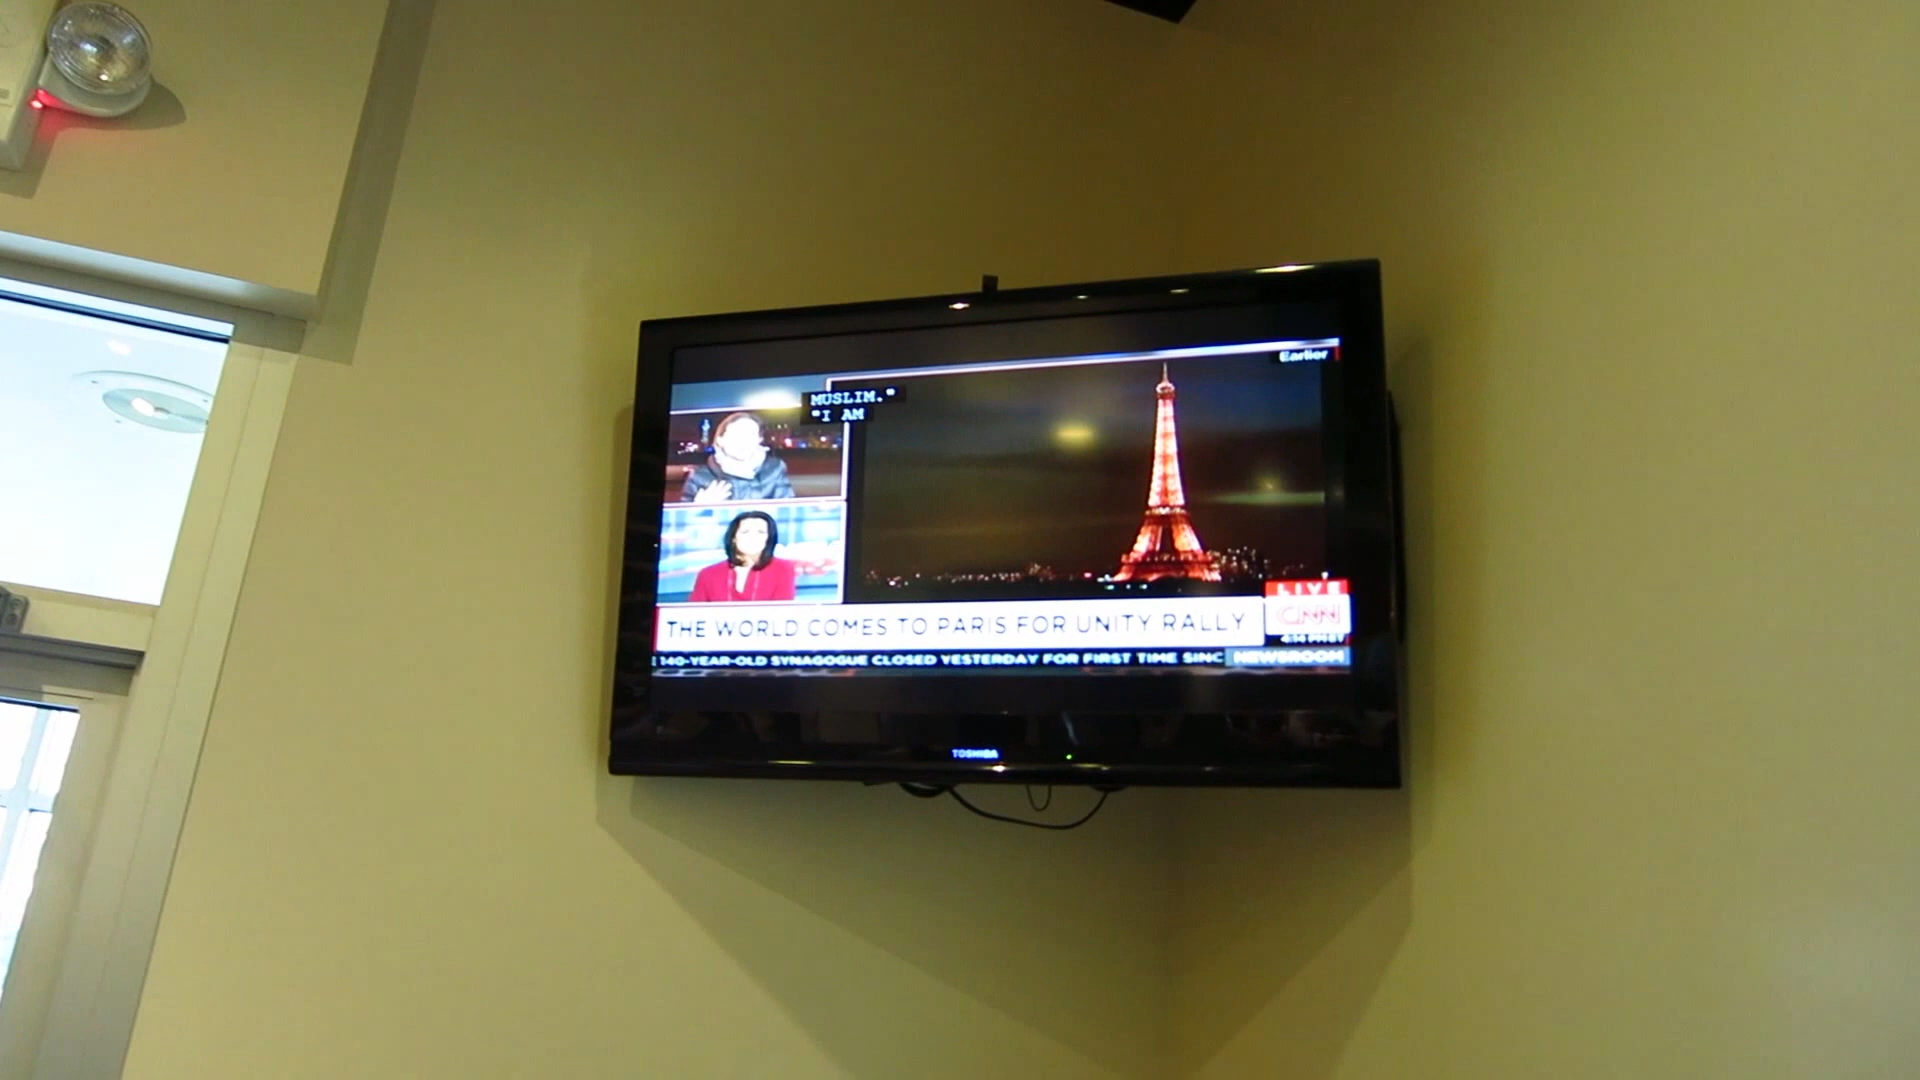 Earlier
MUSLIM."
"I AM
LIVE
CNN
THE WORLD COMES TO PARIS FOR UNITY RALLY
140-YEAR-OLD SYNAGOGUE CLOSED YESTERDAY FOR FIRST TIME SINC
NEWSROOM
TOSHIBA